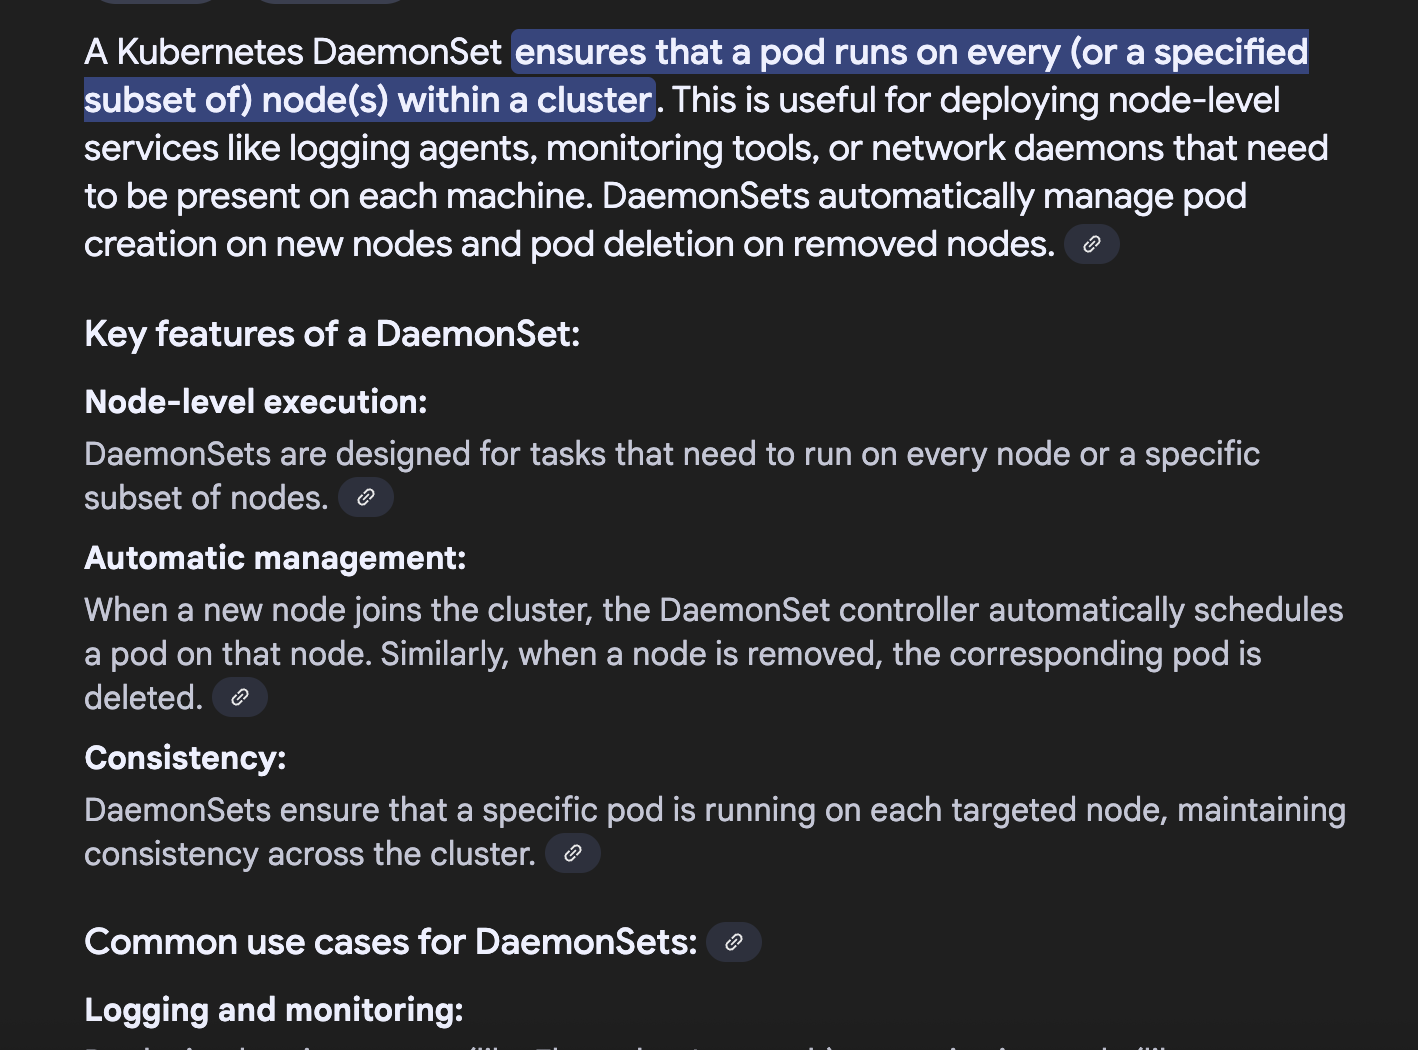 A Kubernetes DaemonSet ensures that a pod runs on every (or a specified
subset of) node(s) within a cluster. This is useful for deploying node-level
services like logging agents, monitoring tools, or network daemons that need
to be present on each machine. DaemonSets automatically manage pod
creation on new nodes and pod deletion on removed nodes.
Key features of a DaemonSet:
Node-level execution:
DaemonSets are designed for tasks that need to run on every node or a specific
subset of nodes.
Automatic management:
When a new node joins the cluster, the DaemonSet controller automatically schedules
a pod on that node. Similarly, when a node is removed, the corresponding pod is
deleted.
Consistency:
DaemonSets ensure that a specific pod is running on each targeted node, maintaining
consistency across the cluster.
Common use cases for DaemonSets:
Logging and monitoring: